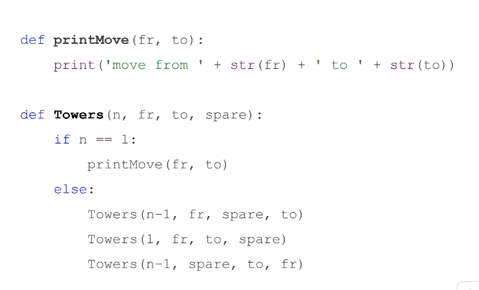 def printMove(fr, to):
    print('move from ' + str(fr) + ' to ' + str(to))
def Towers(n, fr, to, spare):
    if n == 1:
        printMove(fr, to)
    else:
        Towers(n-1, fr, spare, to)
        Towers(1, fr, to, spare)
        Towers(n-1, spare, to, fr)